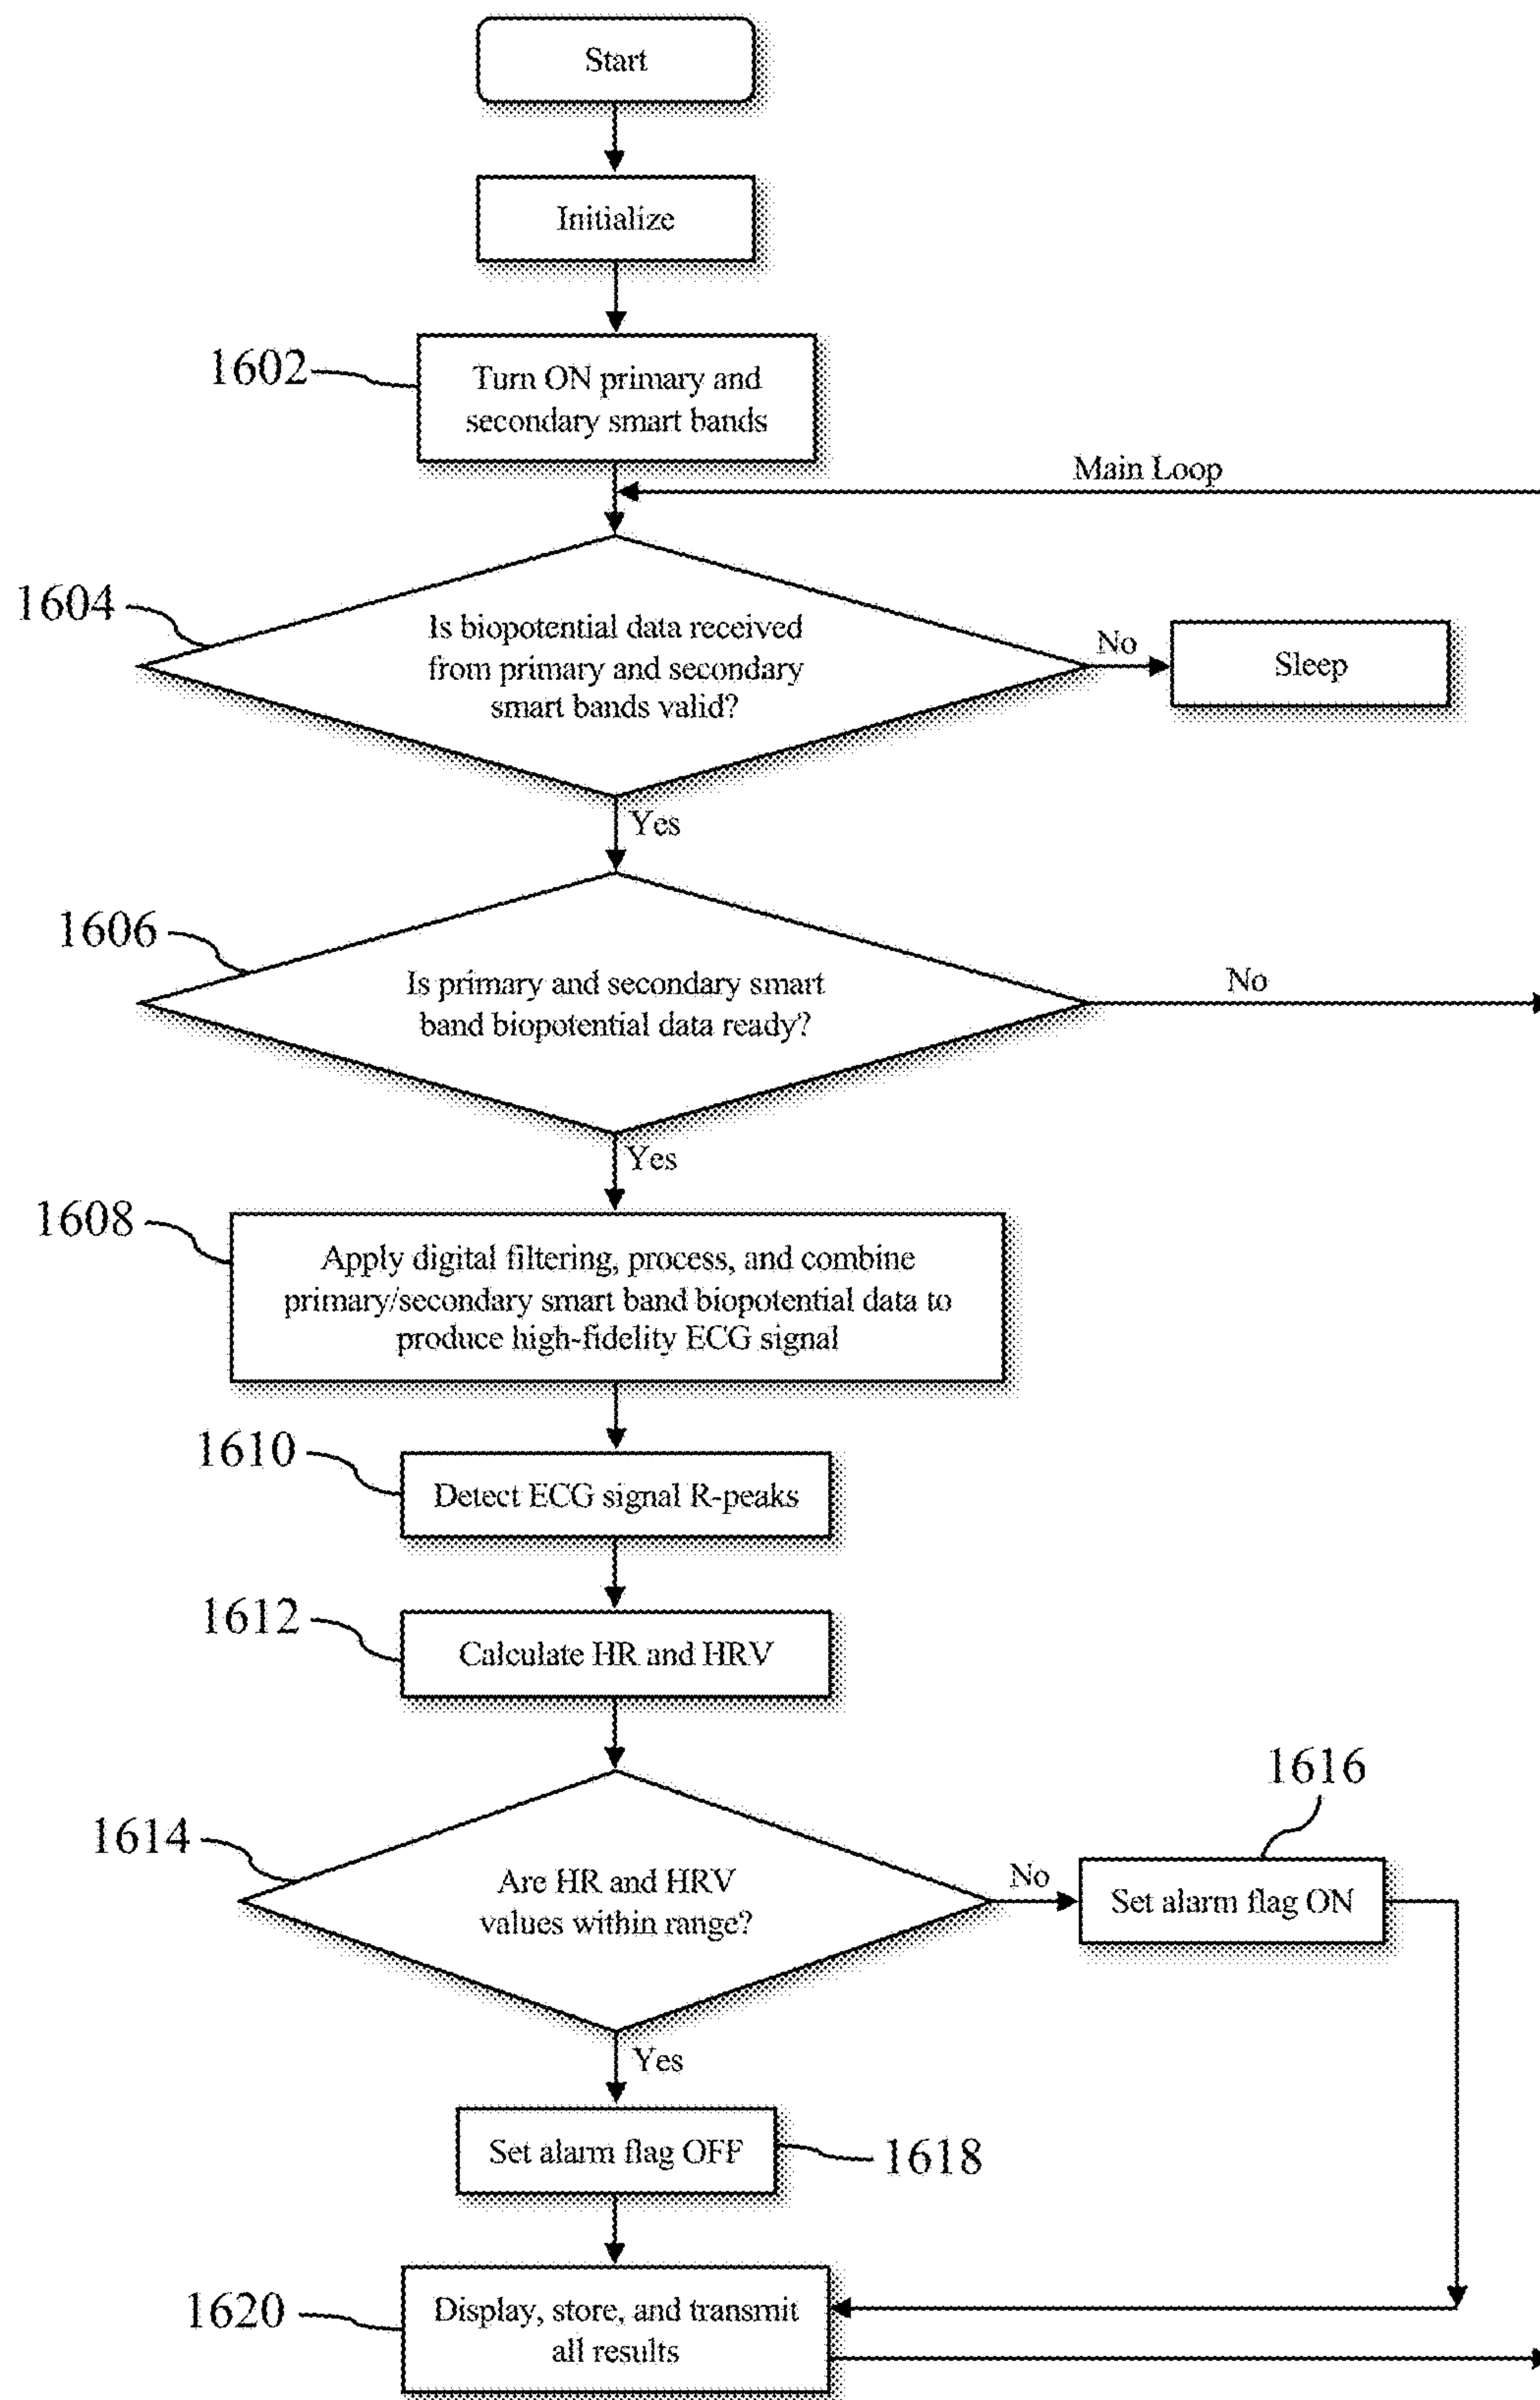 Start
Initialize
1602
Turn ON primary and
secondary smart bands
Main Loop
1604
Is biopotential data received
from primary and secondary
smart bands valid?
No
Sleep
Yes
1606
Is primary and secondary smart
band biopotential data ready?
No
Yes
1608
Apply digital filtering, process, and combine
primary/secondary smart band biopotential data to
produce high-fidelity ECG signal
1610
Detect ECG signal R-peaks
1612
Calculate HR and HRV
1614
Are HR and HRV
values within range?
No
1616
Set alarm flag ON
Yes
Set alarm flag OFF
1618
1620
Display, store, and transmit
all results